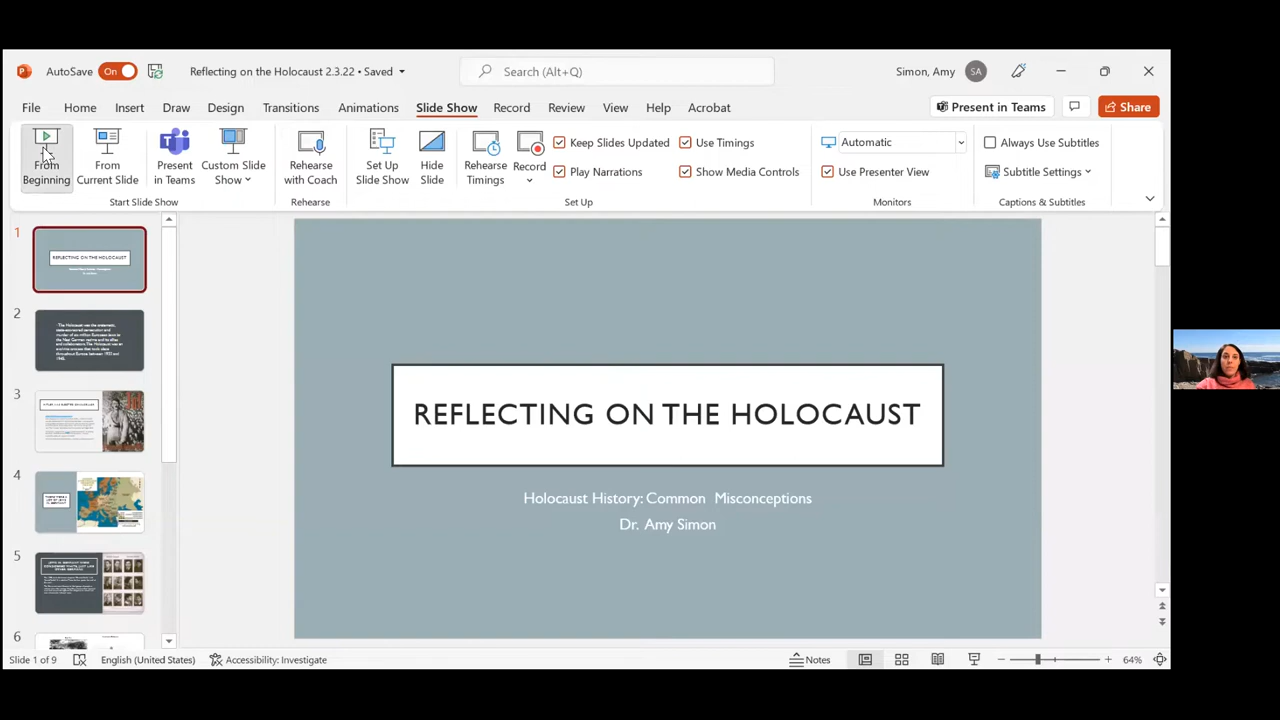 AutoSave On Reflecting on the Holocaust 2.3.22 • Saved Search (Alt+Q) Simon, Amy SA
File Home Insert Draw Design Transitions Animations Slide Show Record Review View Help Acrobat Present in Teams Share
From Beginning
From Current Slide
Present in Teams
Custom Slide Show
Rehearse with Coach
Set Up Slide Show
Hide Slide
Rehearse Timings
Record
Keep Slides Updated
Play Narrations
Use Timings
Show Media Controls
Automatic
Use Presenter View
Always Use Subtitles
Subtitle Settings
Start Slide Show Rehearse Set Up Monitors Captions & Subtitles
1
REFLECTING ON THE HOLOCAUST
2
3
4
5
6
REFLECTING ON THE HOLOCAUST
Holocaust History: Common Misconceptions
Dr. Amy Simon
Slide 1 of 9 English (United States) Accessibility: Investigate Notes 64%